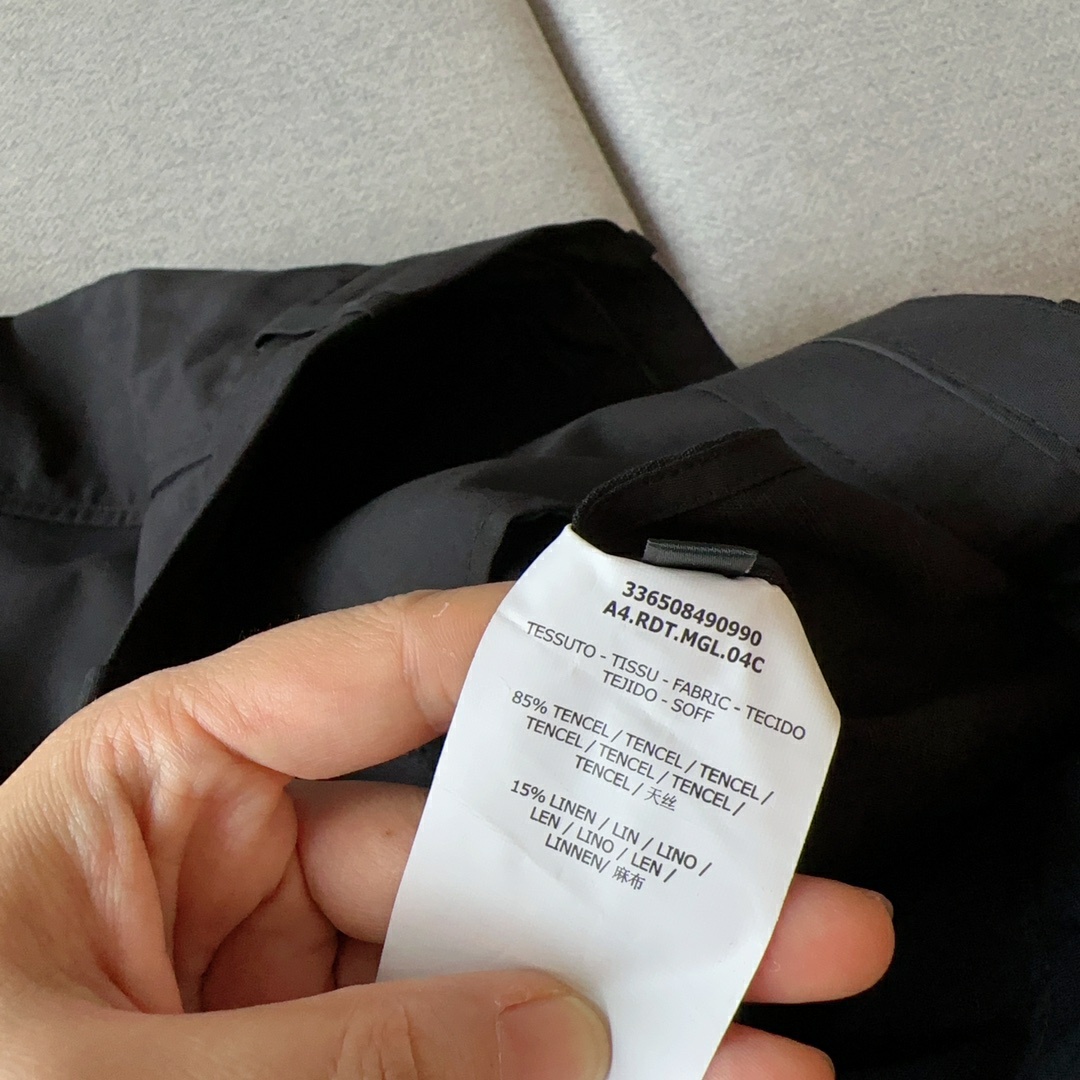 336508490990
A4.RDT.MGL.04C
TESSUTO - TISSU - FABRIC - TECIDO
TEJIDO - SOFF
85% TENCEL / TENCEL / TENCEL /
TENCEL / TENCEL / TENCEL /
TENCEL / 天丝
15% LINEN / LIN / LINO /
LEN / LINO / LEN /
LINNEN/ 麻布